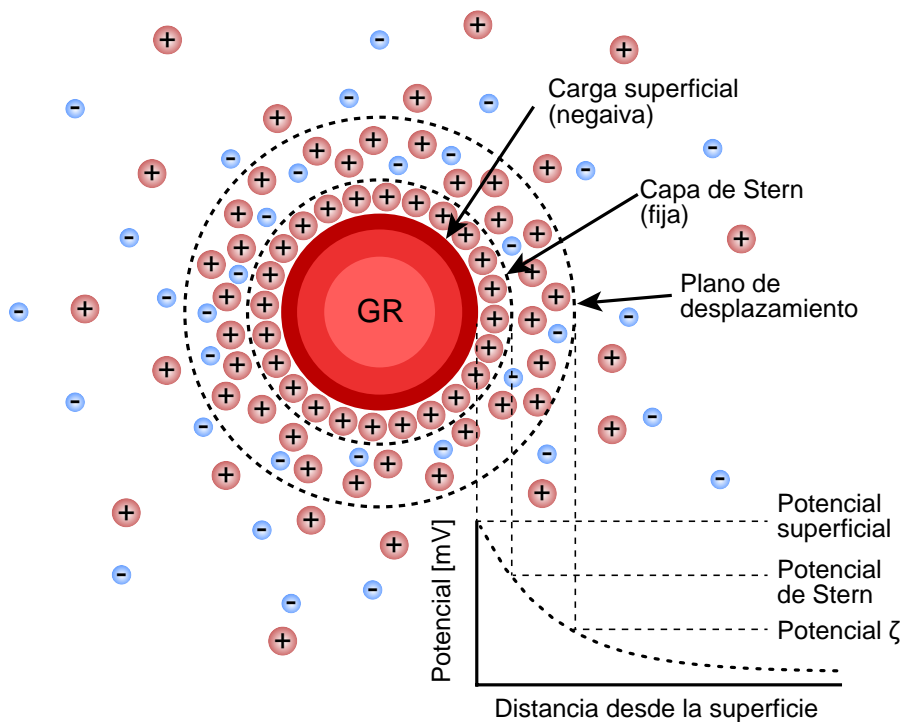 Carga superficial
(negaiva)
Capa de Stern
(fija)
Plano de
desplazamiento
GR
Potencial
superficial
Potencial
de Stern
Potencial ζ
Potencial [mV]
Distancia desde la superficie